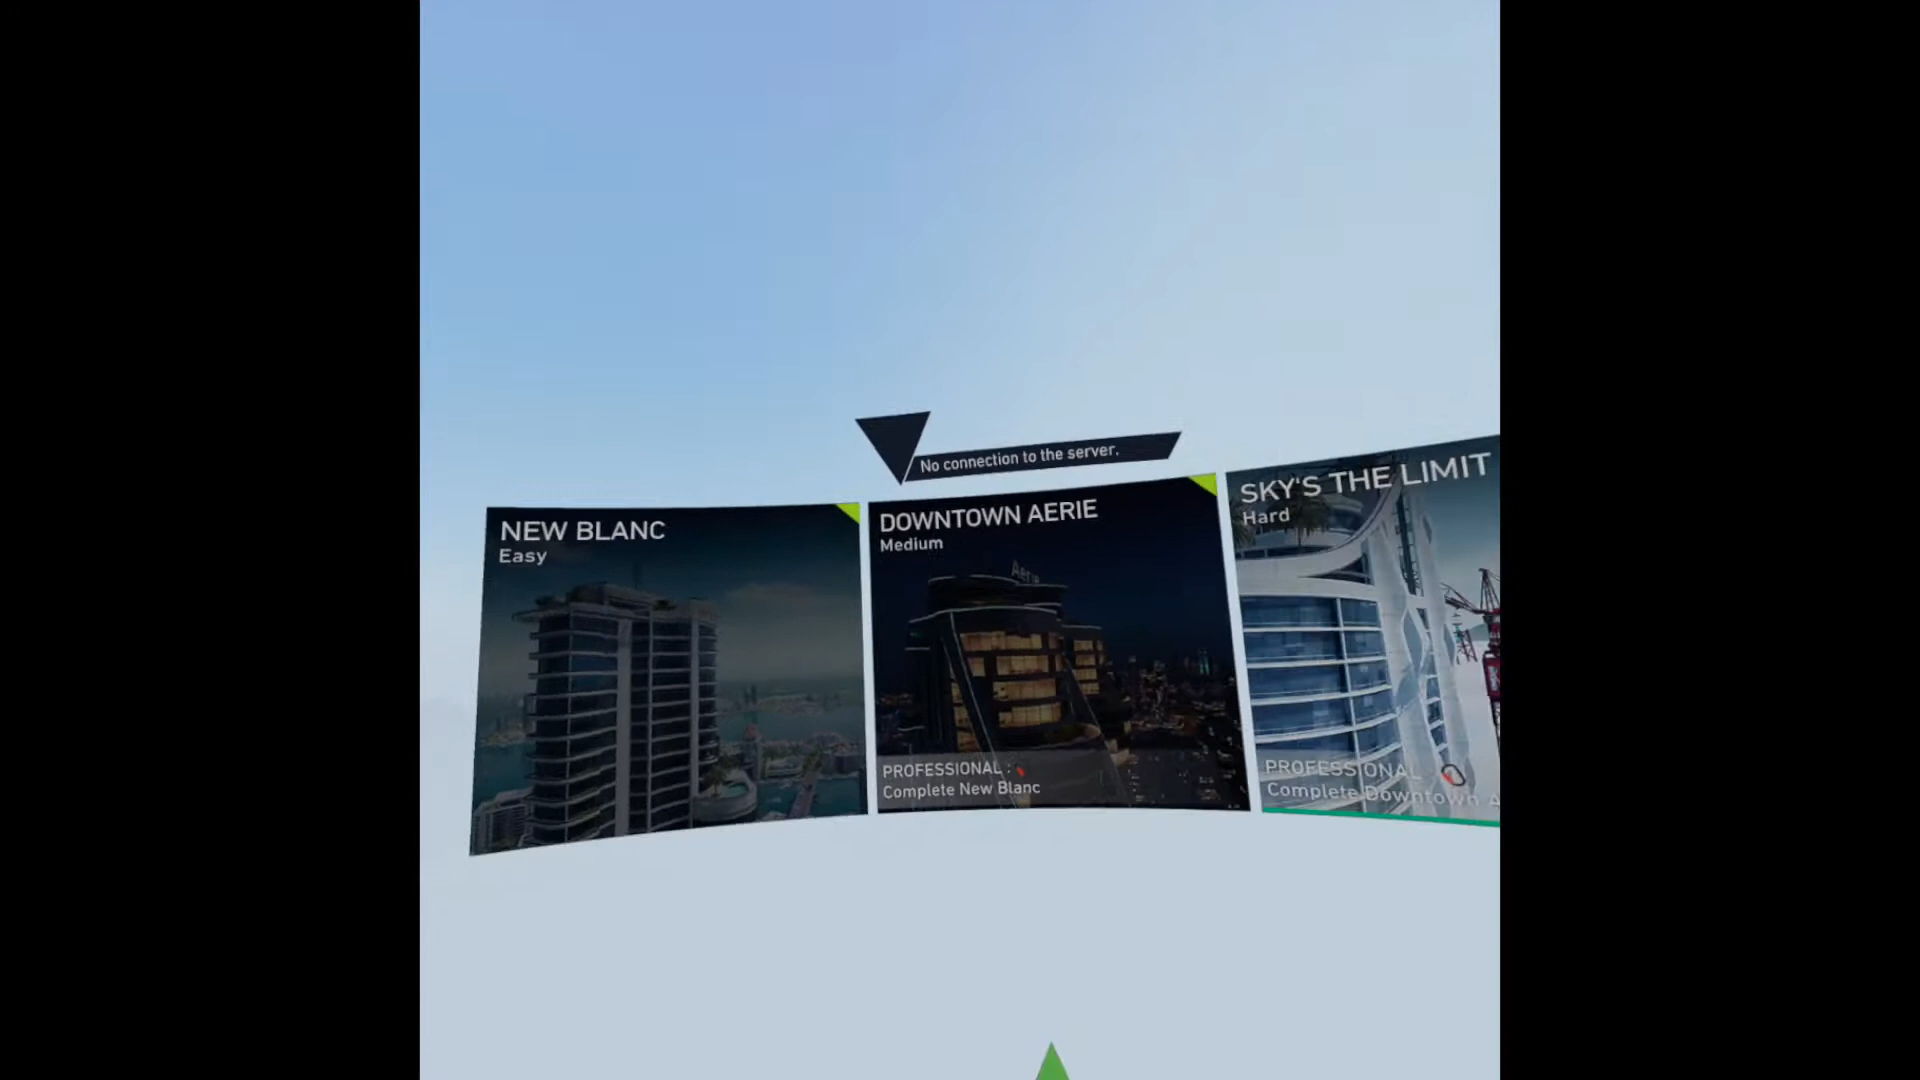 No connection to the server.
NEW BLANC
Easy
DOWNTOWN AERIE
Medium
Aerie
PROFESSIONAL :
Complete New Blanc
SKY'S THE LIMIT
Hard
PROFESSIONAL
Complete Downtown A